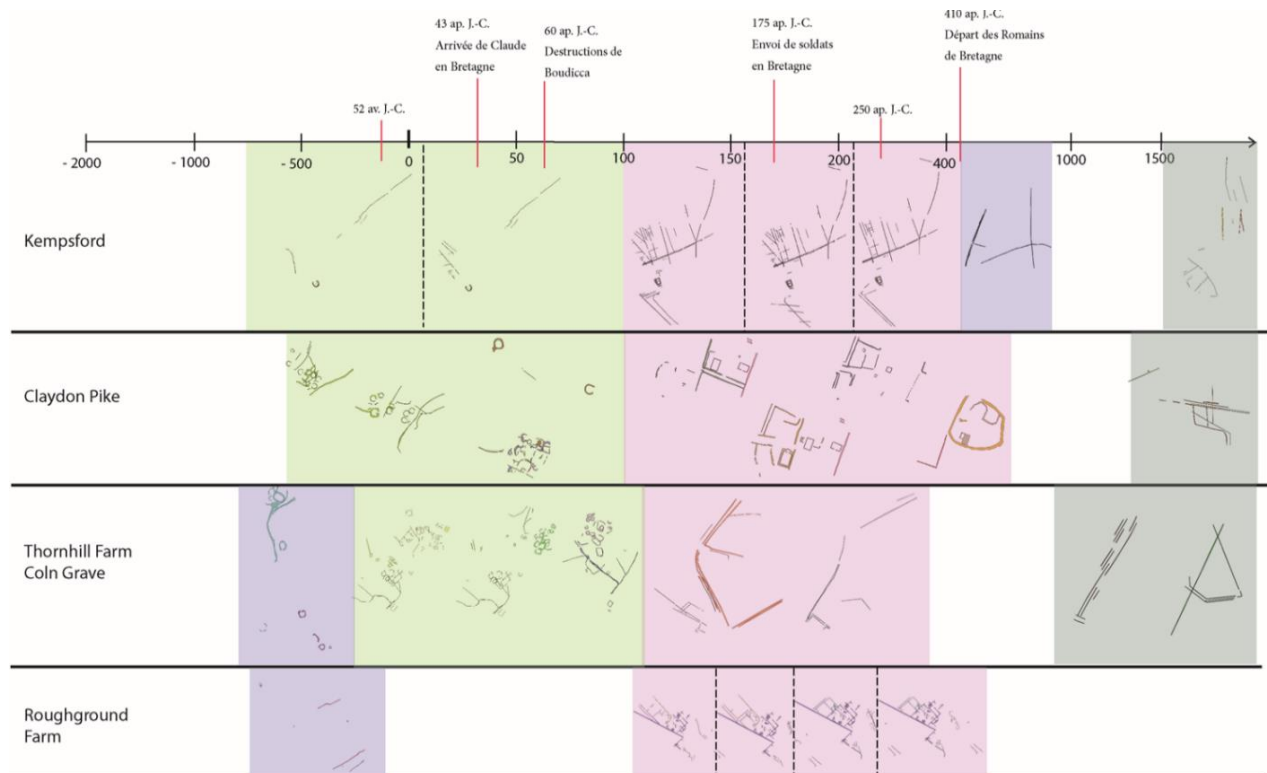 43 ap. J.-C.
Arrivée de Claude
en Bretagne
60 ap. J.-C.
Destructions de
Boudicca
175 ap. J.-C.
Envoi de soldats
en Bretagne
410 ap. J.-C.
Départ des Romains
de Bretagne
52 av. J.-C.
250 ap. J.-C.
- 2000
- 1000
- 500
0
50
100
150
200
400
1000
1500
Kempsford
Claydon Pike
Thornhill Farm
Coln Grave
Roughground
Farm